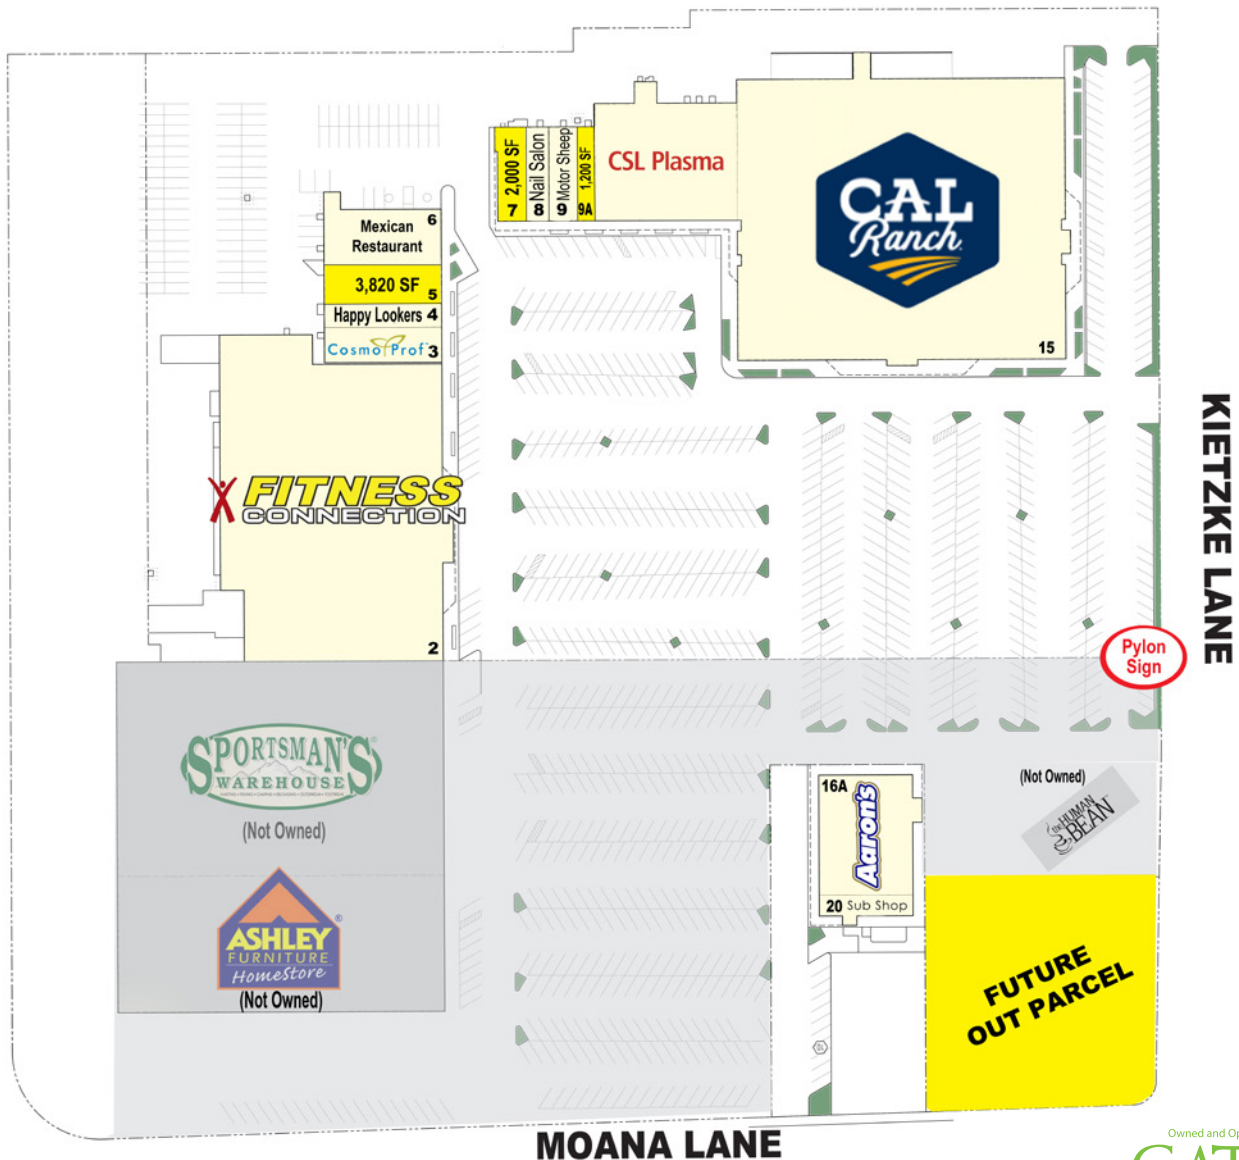 2,000 SF
7
Nail Salon
8
Motor Sheep
9
1,200 SF
9A
CSL Plasma
CAL
Ranch
15
Mexican
Restaurant
6
3,820 SF
5
Happy Lookers 4
CosmoProf 3
FITNESS
CONNECTION
2
KIETZKE LANE
Pylon
Sign
SPORTSMAN'S
WAREHOUSE
(Not Owned)
ASHLEY
FURNITURE
HomeStore
(Not Owned)
16A
Aaron's
20 Sub Shop
(Not Owned)
the HUMAN
BEAN
FUTURE
OUT PARCEL
MOANA LANE
Owned and Op